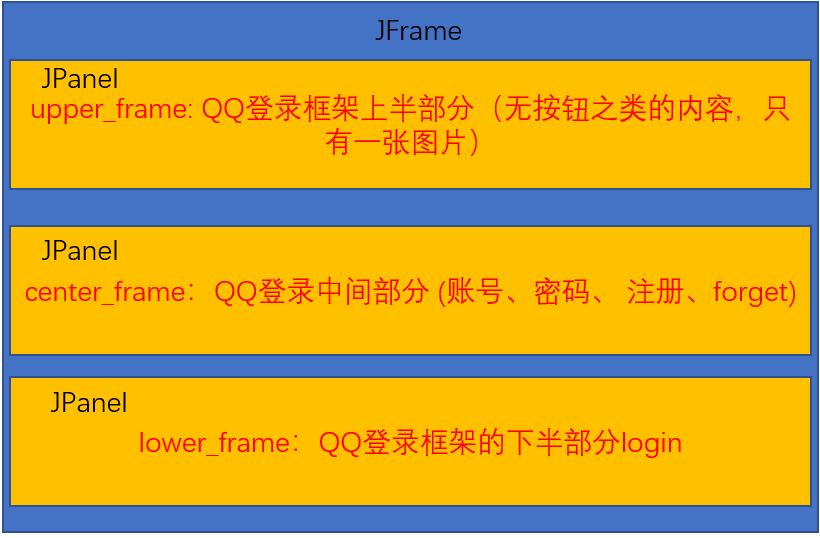 JFrame
JPanel
upper_frame: QQ登录框架上半部分（无按钮之类的内容，只
有一张图片）
JPanel
center_frame：QQ登录中间部分 (账号、密码、 注册、forget)
JPanel
lower_frame：QQ登录框架的下半部分login